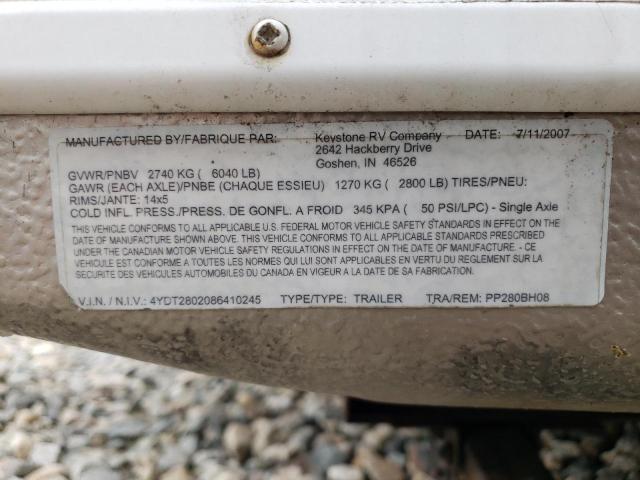 MANUFACTURED BY/FABRIQUE PAR: Keystone RV Company DATE: 7/11/2007
2642 Hackberry Drive
Goshen, IN 46526
GVWR/PNBV 2740 KG ( 6040 LB)
GAWR (EACH AXLE)/PNBE (CHAQUE ESSIEU) 1270 KG ( 2800 LB) TIRES/PNEU:
RIMS/JANTE: 14x5
COLD INFL. PRESS./PRESS. DE GONFL. A FROID 345 KPA ( 50 PSI/LPC) - Single Axle
THIS VEHICLE CONFORMS TO ALL APPLICABLE U.S. FEDERAL MOTOR VEHICLE SAFETY STANDARDS IN EFFECT ON THE
DATE OF MANUFACTURE SHOWN ABOVE. THIS VEHICLE CONFORMS TO ALL APPLICABLE STANDARDS PRESCRIBED
UNDER THE CANADIAN MOTOR VEHICLE SAFETY REGULATIONS IN EFFECT ON THE DATE OF MANUFACTURE. - CE
VEHICULE EST CONFORME A TOUTES LES NORMES QUI LUI SONT APPLICABLES EN VERTU DU REGLEMENT SUR LA
SECURITE DES VEHICULES AUTOMOBILES DU CANADA EN VIGEUR A LA DATE DE SA FABRICATION.
V.I.N. / N.I.V.: 4YDT2802086410245 TYPE/TYPE: TRAILER TRA/REM: PP280BH08